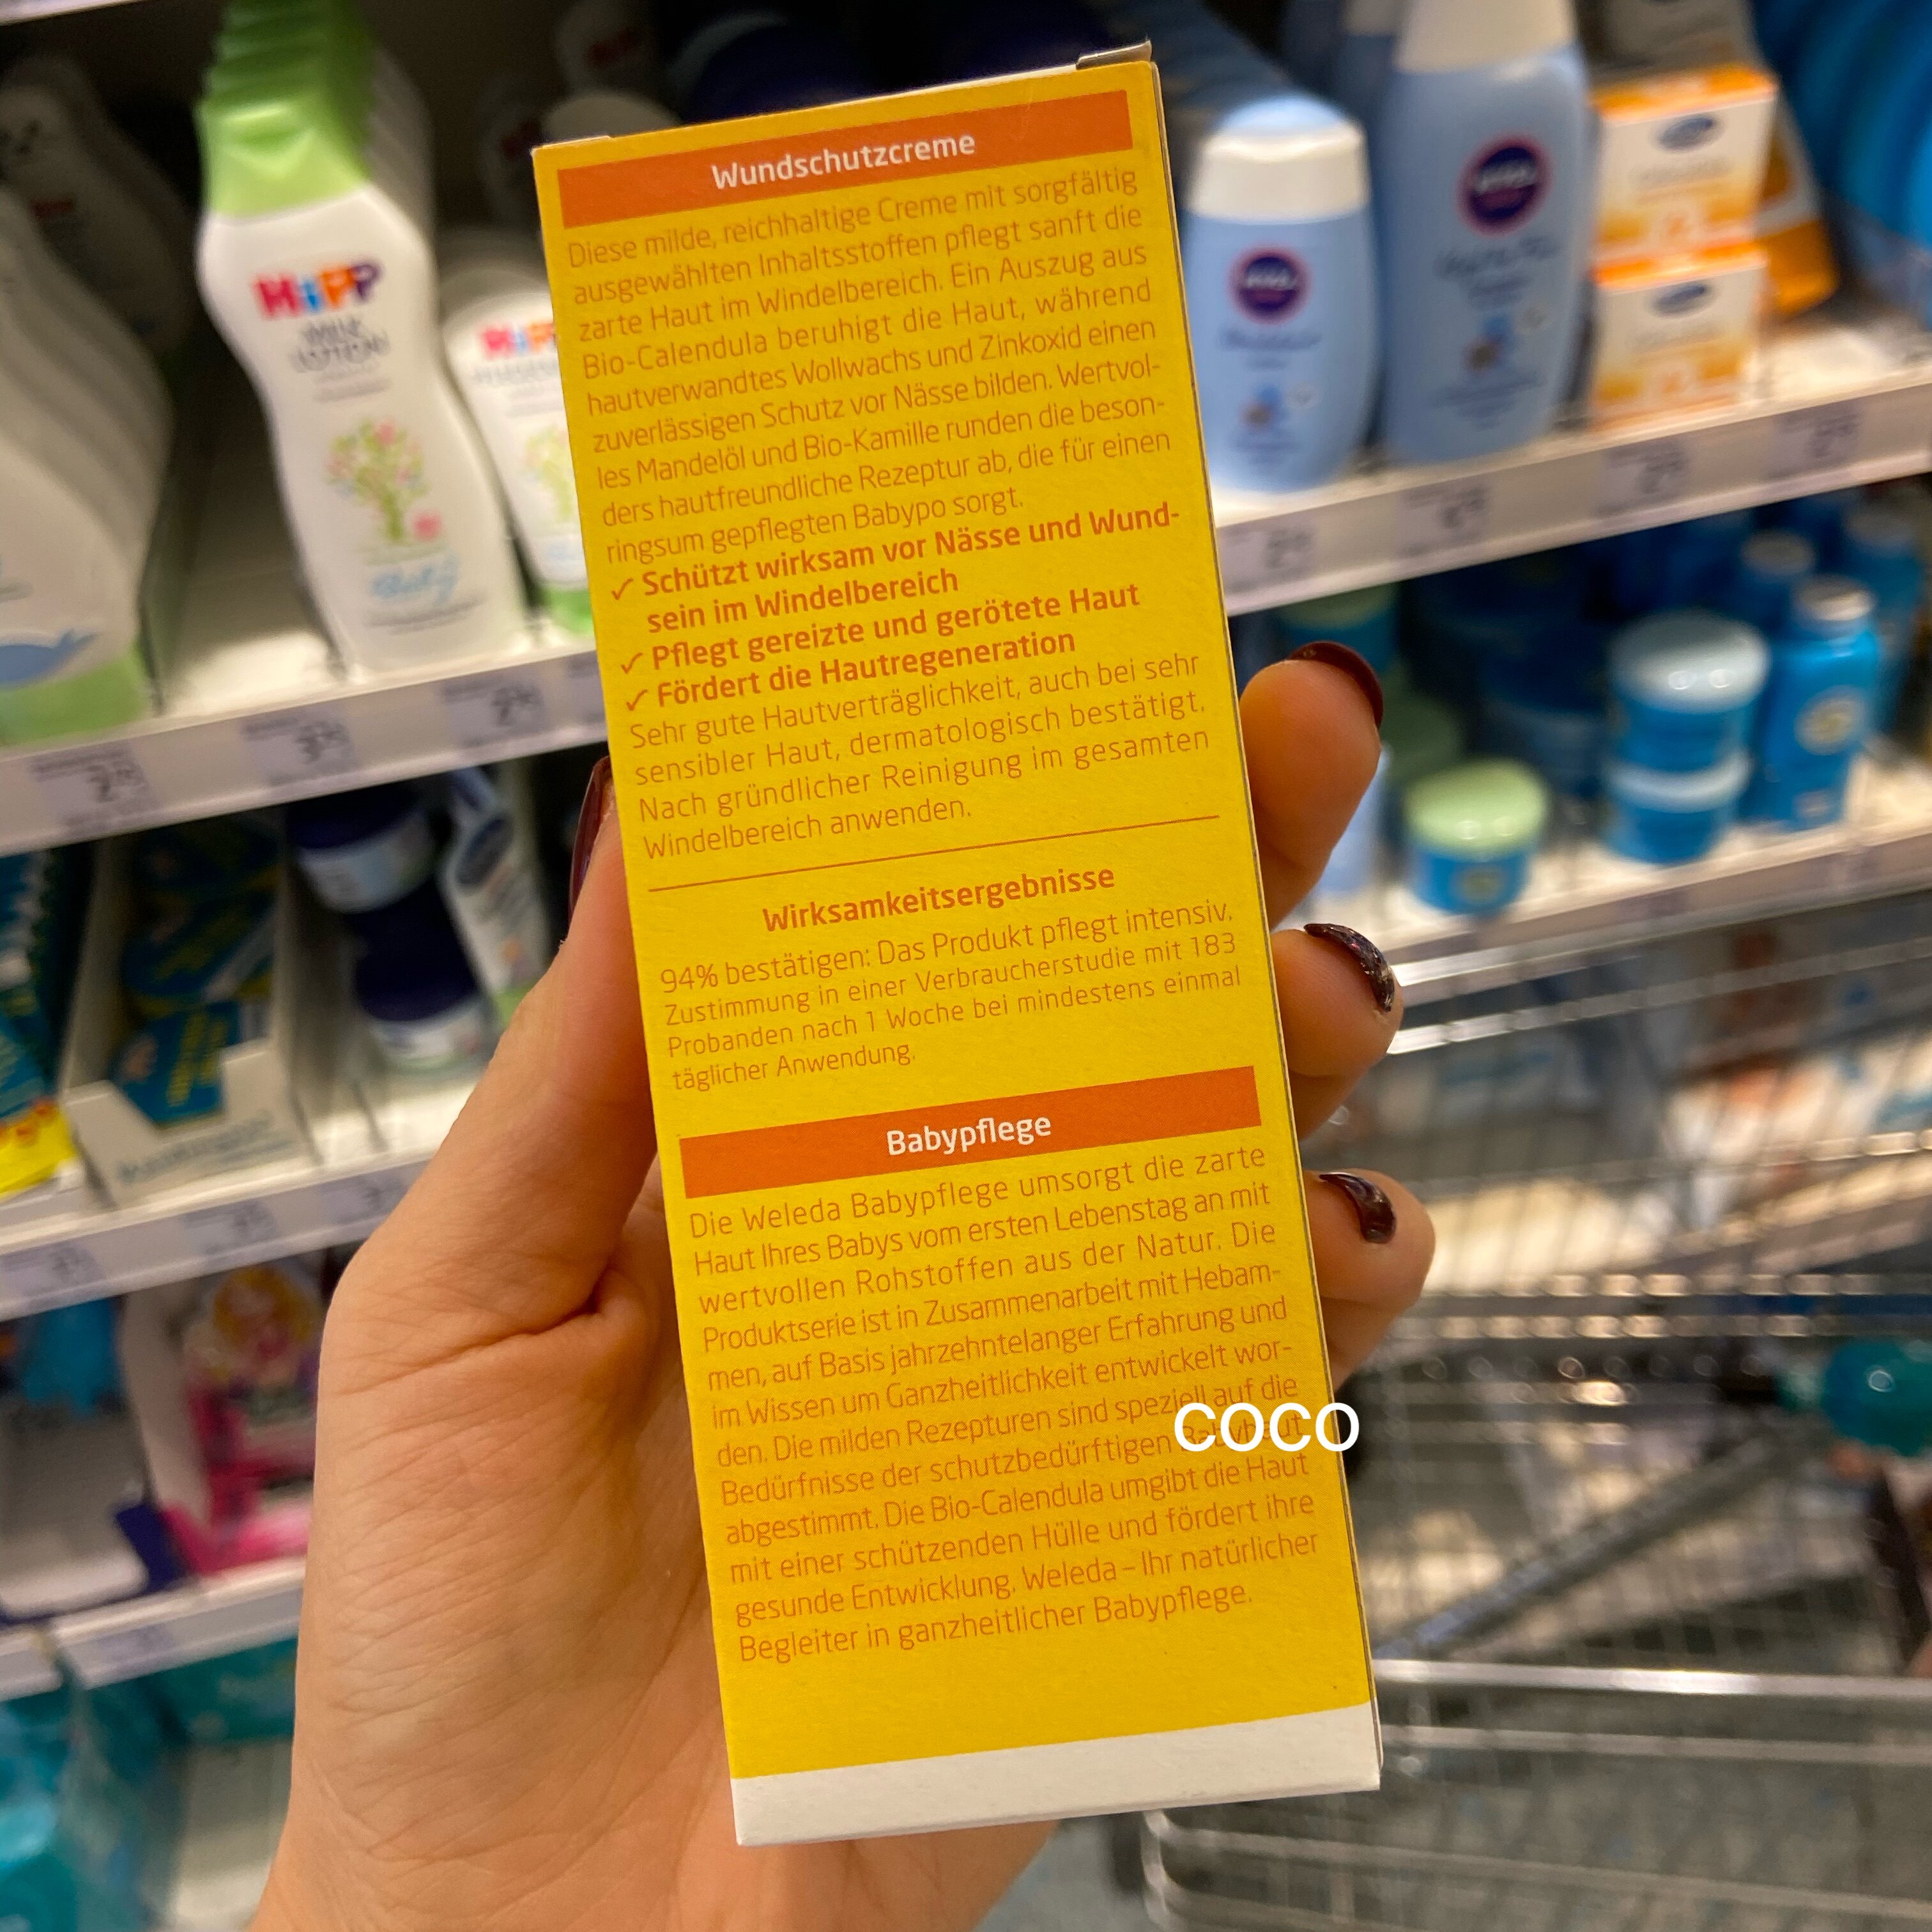 Wundschutzcreme
Diese milde, reichhaltige Creme mit sorgfältig
ausgewählten Inhaltsstoffen pflegt sanft die
zarte Haut im Windelbereich. Ein Auszug aus
Bio-Calendula beruhigt die Haut, während
hautverwandtes Wollwachs und Zinkoxid einen
zuverlässigen Schutz vor Nässe bilden. Wertvol-
les Mandelöl und Bio-Kamille runden die beson-
ders hautfreundliche Rezeptur ab, die für einen
ringsum gepflegten Babypo sorgt.
✓ Schützt wirksam vor Nässe und Wund-
sein im Windelbereich
✓ Pflegt gereizte und gerötete Haut
✓ Fördert die Hautregeneration
Sehr gute Hautverträglichkeit, auch bei sehr
sensibler Haut, dermatologisch bestätigt.
Nach gründlicher Reinigung im gesamten
Windelbereich anwenden.
Wirksamkeitsergebnisse
94% bestätigen: Das Produkt pflegt intensiv.
Zustimmung in einer Verbraucherstudie mit 183
Probanden nach 1 Woche bei mindestens einmal
täglicher Anwendung.
Babypflege
Die Weleda Babypflege umsorgt die zarte
Haut Ihres Babys vom ersten Lebenstag an mit
wertvollen Rohstoffen aus der Natur. Die
Produktserie ist in Zusammenarbeit mit Hebam-
men, auf Basis jahrzehntelanger Erfahrung und
im Wissen um Ganzheitlichkeit entwickelt wor-
den. Die milden Rezepturen sind speziell auf die
Bedürfnisse der schutzbedürftigen Babyhaut
abgestimmt. Die Bio-Calendula umgibt die Haut
mit einer schützenden Hülle und fördert ihre
gesunde Entwicklung. Weleda – Ihr natürlicher
Begleiter in ganzheitlicher Babypflege.
coco
HiPP
MILK
LOTION
Baby
HiPP
NIVEA
NIVEA